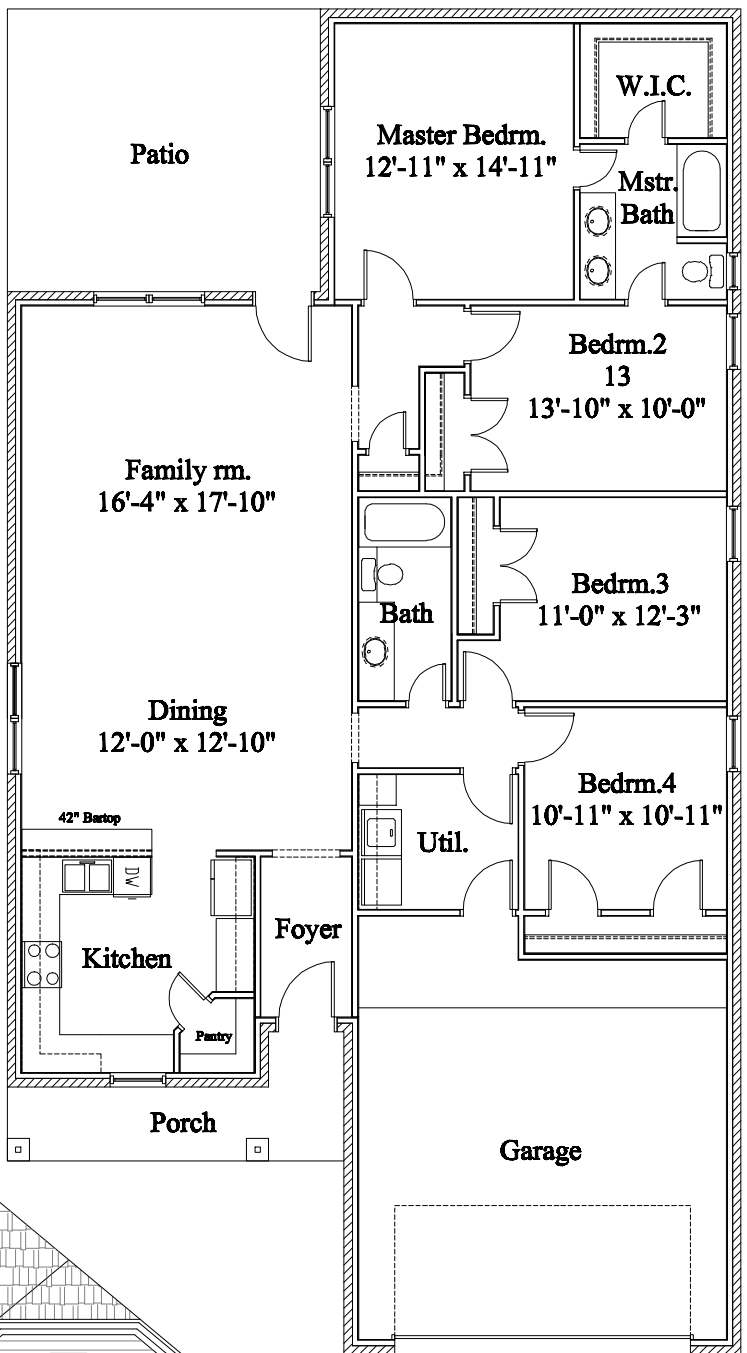 W.I.C.
Master Bedrm.
12'-11" x 14'-11"
Patio
Mstr.
Bath
Bedrm.2
13
13'-10" x 10'-0"
Family rm.
16'-4" x 17'-10"
Bedrm.3
11'-0" x 12'-3"
Bath
Dining
12'-0" x 12'-10"
Bedrm.4
10'-11" x 10'-11"
42" Bartop
Util.
DW
Foyer
Kitchen
Pantry
Porch
Garage